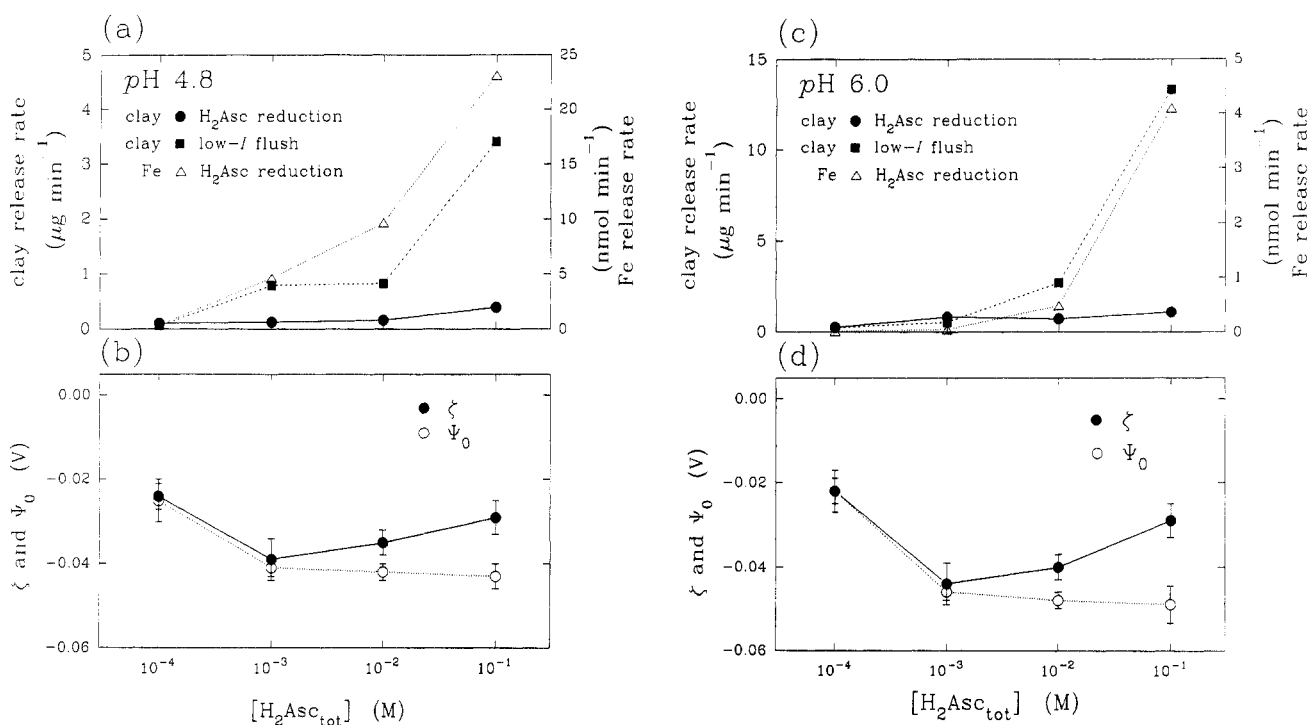 (a)
clay release rate
(μg min⁻¹)
5
4
3
2
1
0
pH 4.8
clay ● H₂Asc reduction
clay ■ low-I flush
Fe △ H₂Asc reduction
25
20
15
10
5
0
(nmol min⁻¹)
Fe release rate
(b)
ζ and Ψ₀ (V)
0.00
−0.02
−0.04
−0.06
● ζ
○ Ψ₀
10⁻⁴ 10⁻³ 10⁻² 10⁻¹
[H₂Asc_tot] (M)
(c)
clay release rate
(μg min⁻¹)
15
10
5
0
pH 6.0
clay ● H₂Asc reduction
clay ■ low-I flush
Fe △ H₂Asc reduction
5
4
3
2
1
0
(nmol min⁻¹)
Fe release rate
(d)
ζ and Ψ₀ (V)
0.00
−0.02
−0.04
−0.06
● ζ
○ Ψ₀
10⁻⁴ 10⁻³ 10⁻² 10⁻¹
[H₂Asc_tot] (M)